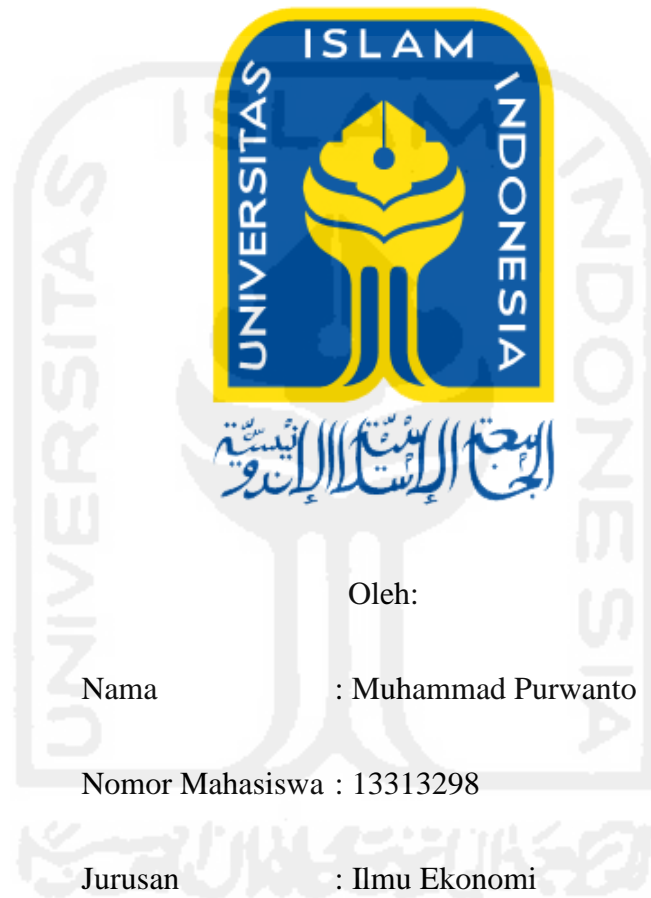 UNIVERSITAS
ISLAM
INDONESIA
الجامعة الإسلامية الإندونيسية
Oleh:
Nama : Muhammad Purwanto
Nomor Mahasiswa : 13313298
Jurusan : Ilmu Ekonomi